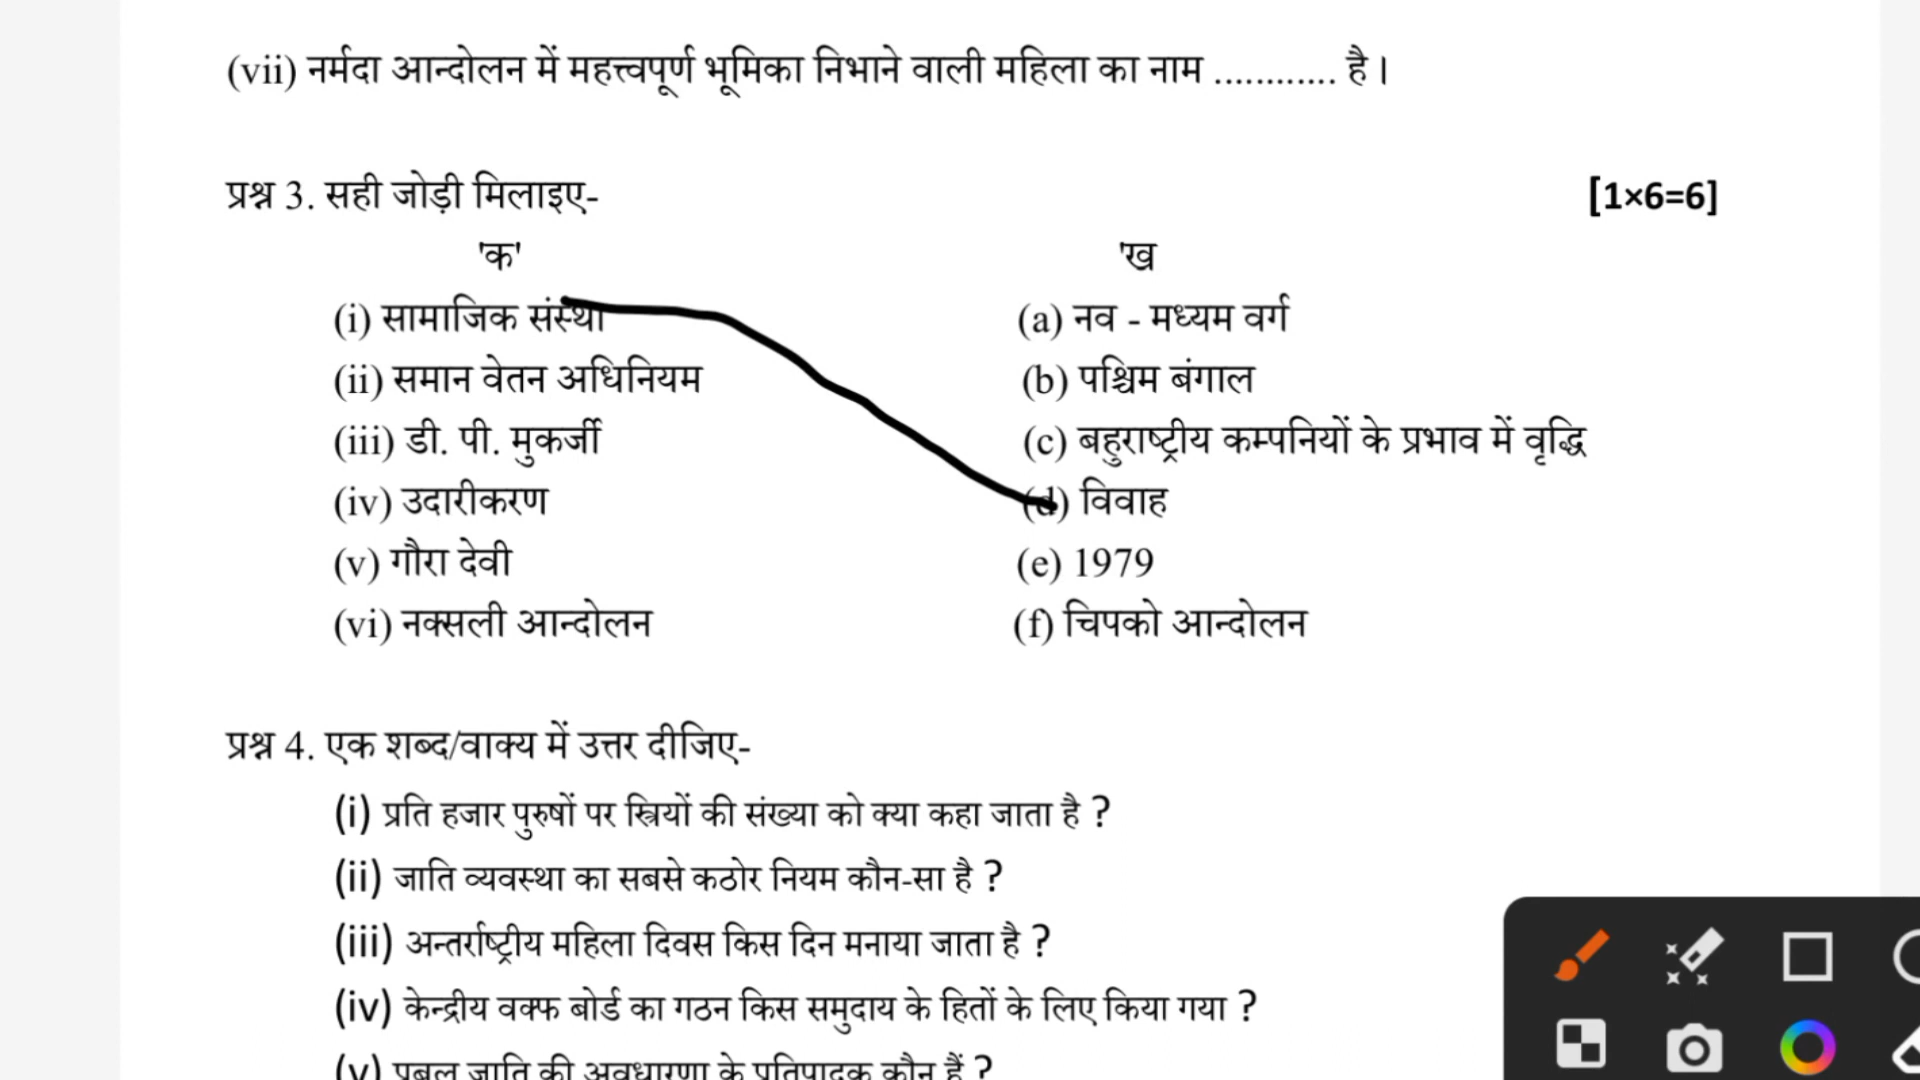 (vii) नर्मदा आन्दोलन में महत्त्वपूर्ण भूमिका निभाने वाली महिला का नाम ............ है।
प्रश्न 3. सही जोड़ी मिलाइए- [1×6=6]
'क' 'ख
(i) सामाजिक संस्था (a) नव - मध्यम वर्ग
(ii) समान वेतन अधिनियम (b) पश्चिम बंगाल
(iii) डी. पी. मुकर्जी (c) बहुराष्ट्रीय कम्पनियों के प्रभाव में वृद्धि
(iv) उदारीकरण (d) विवाह
(v) गौरा देवी (e) 1979
(vi) नक्सली आन्दोलन (f) चिपको आन्दोलन
प्रश्न 4. एक शब्द/वाक्य में उत्तर दीजिए-
(i) प्रति हजार पुरुषों पर स्त्रियों की संख्या को क्या कहा जाता है ?
(ii) जाति व्यवस्था का सबसे कठोर नियम कौन-सा है ?
(iii) अन्तर्राष्ट्रीय महिला दिवस किस दिन मनाया जाता है ?
(iv) केन्द्रीय वक्फ बोर्ड का गठन किस समुदाय के हितों के लिए किया गया ?
(v) प्रबल जाति की अवधारणा के प्रतिपादक कौन हैं ?